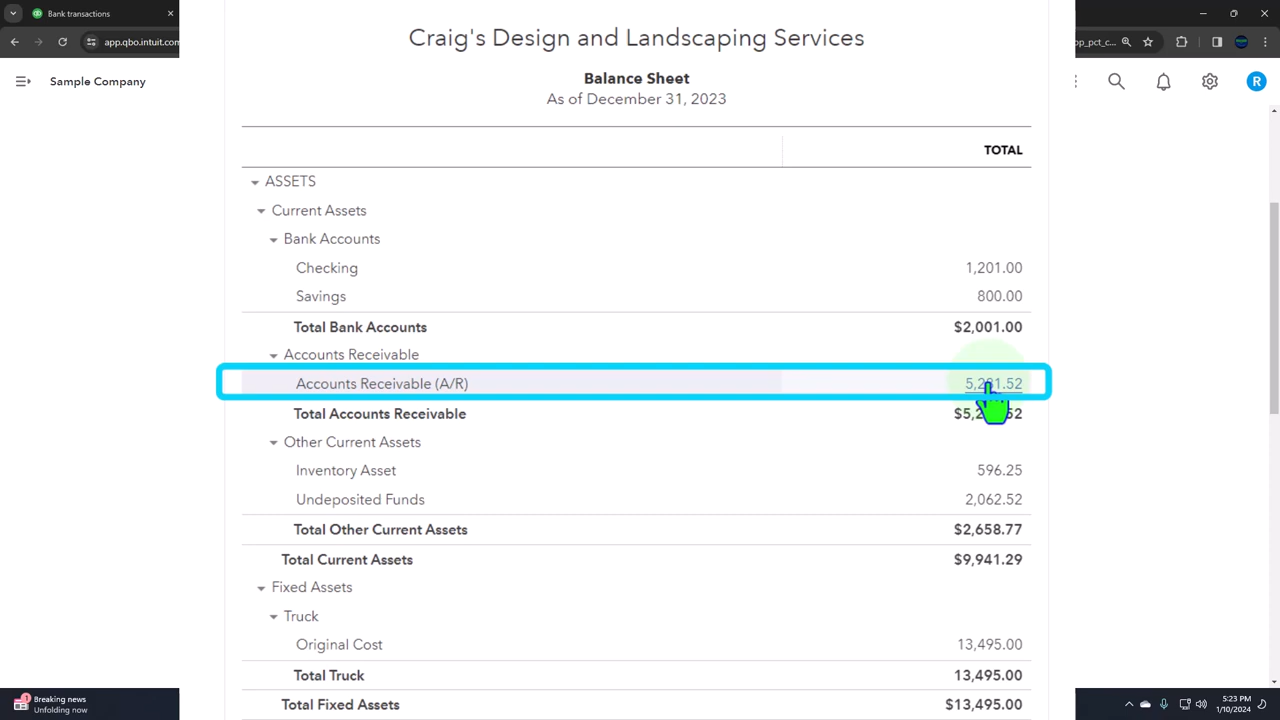 Bank transactions
app.qbo.intuit.com
op_pct_c
Sample Company
R
Craig's Design and Landscaping Services
Balance Sheet
As of December 31, 2023
TOTAL
ASSETS
Current Assets
Bank Accounts
Checking 1,201.00
Savings 800.00
Total Bank Accounts $2,001.00
Accounts Receivable
Accounts Receivable (A/R) 5,281.52
Total Accounts Receivable
Other Current Assets
Inventory Asset 596.25
Undeposited Funds 2,062.52
Total Other Current Assets $2,658.77
Total Current Assets $9,941.29
Fixed Assets
Truck
Original Cost 13,495.00
Total Truck 13,495.00
Total Fixed Assets $13,495.00
1
Breaking news
Unfolding now
5:23 PM
1/10/2024